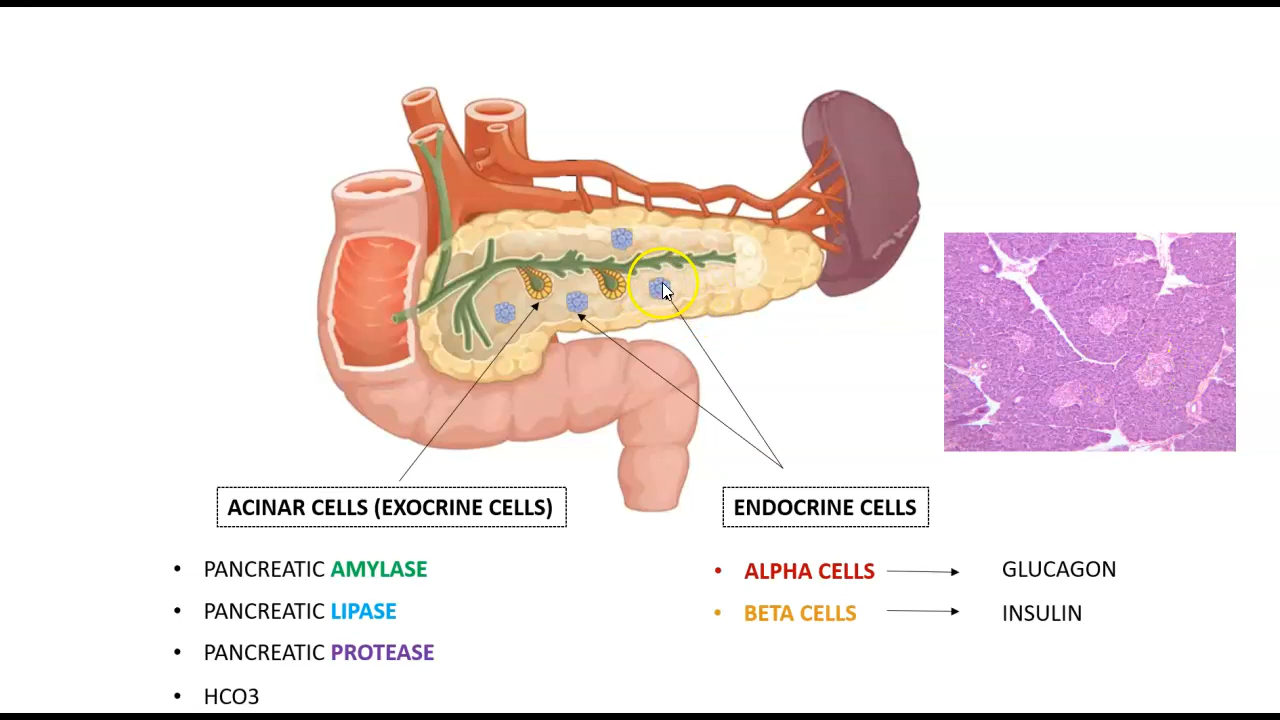 ACINAR CELLS (EXOCRINE CELLS)
• PANCREATIC AMYLASE
• PANCREATIC LIPASE
• PANCREATIC PROTEASE
• HCO3
ENDOCRINE CELLS
• ALPHA CELLS GLUCAGON
• BETA CELLS INSULIN